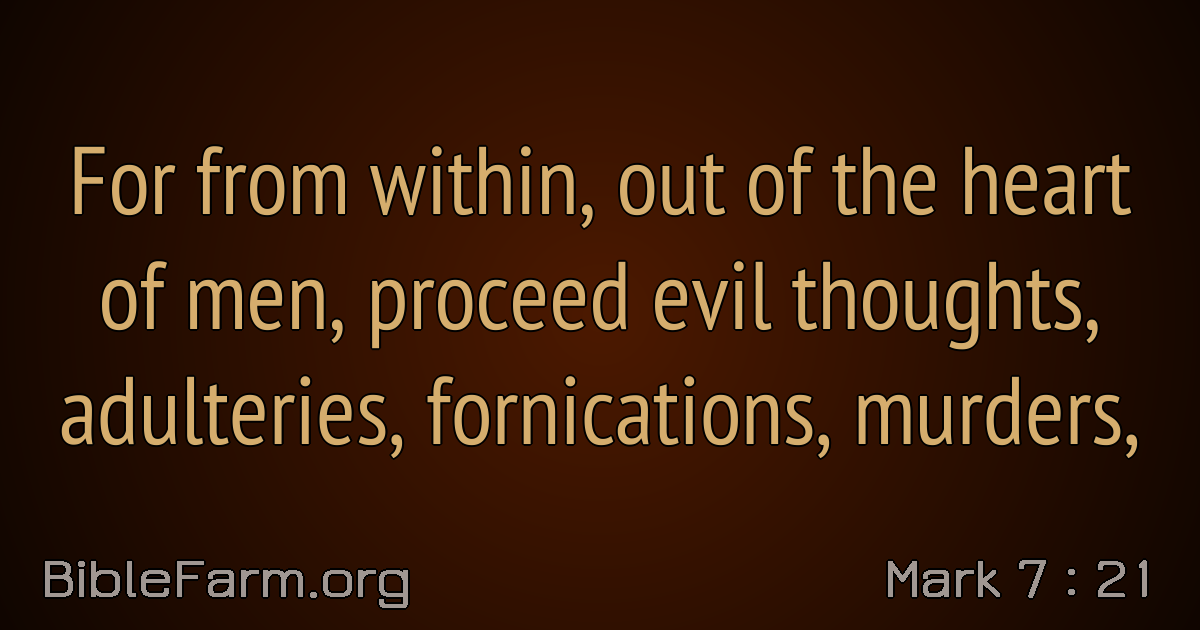 For from within, out of the heart
of men, proceed evil thoughts,
adulteries, fornications, murders,
BibleFarm.org
Mark 7 : 21